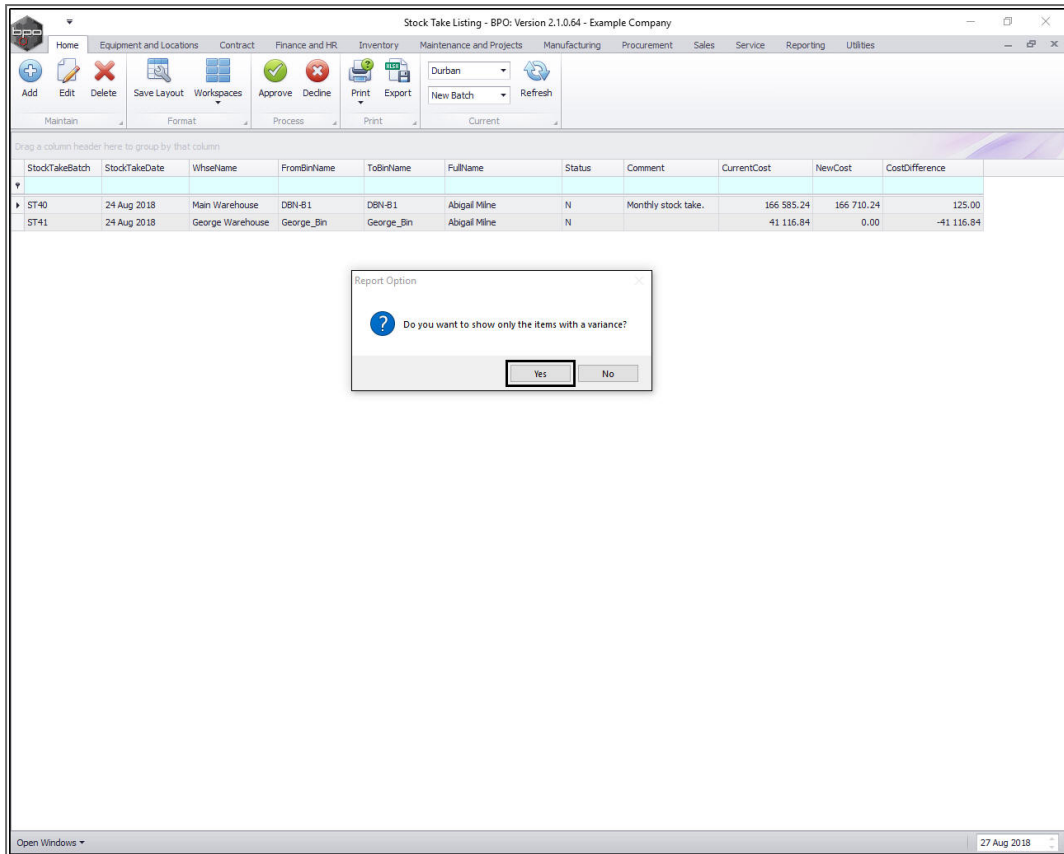 Stock Take Listing - BPO: Version 2.1.0.64 - Example Company
bpo
Home Equipment and Locations Contract Finance and HR Inventory Maintenance and Projects Manufacturing Procurement Sales Service Reporting Utilities
Durban
Add Edit Delete Save Layout Workspaces Approve Decline Print Export New Batch Refresh
Maintain Format Process Print Current
Drag a column header here to group by that column
StockTakeBatch StockTakeDate WhseName FromBinName ToBinName FullName Status Comment CurrentCost NewCost CostDifference
ST40 24 Aug 2018 Main Warehouse DBN-B1 DBN-B1 Abigail Milne N Monthly stock take. 166 585.24 166 710.24 125.00
ST41 24 Aug 2018 George Warehouse George_Bin George_Bin Abigail Milne N 41 116.84 0.00 -41 116.84
Report Option
Do you want to show only the items with a variance?
Yes No
Open Windows 27 Aug 2018